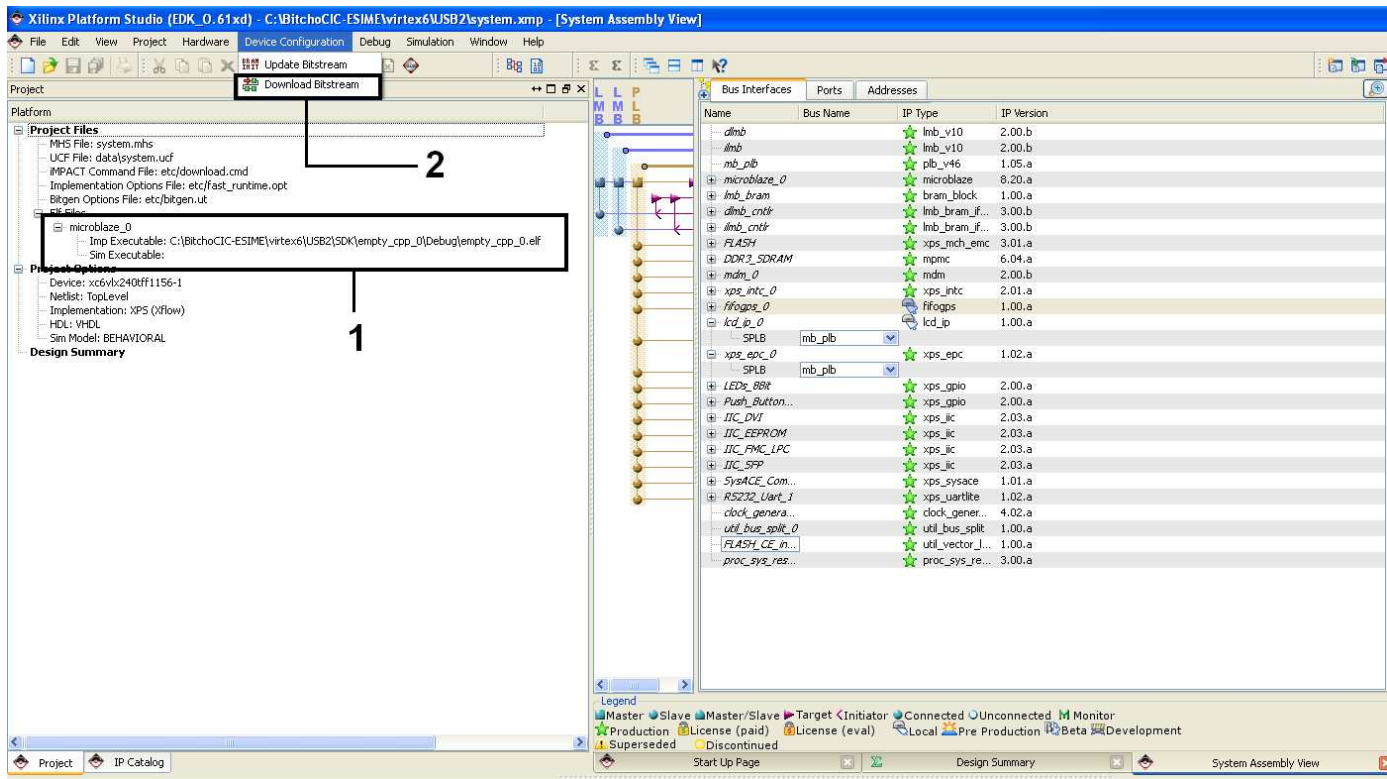 Xilinx Platform Studio (EDK_O.61xd) - C:\BitchoCIC-ESIME\virtex6\USB2\system.xmp - [System Assembly View]
File Edit View Project Hardware Device Configuration Debug Simulation Window Help
Update Bitstream
Download Bitstream
Project
Platform
Project Files
MHS File: system.mhs
UCF File: data\system.ucf
iMPACT Command File: etc/download.cmd
Implementation Options File: etc/fast_runtime.opt
Bitgen Options File: etc/bitgen.ut
Elf Files
microblaze_0
Imp Executable: C:\BitchoCIC-ESIME\virtex6\USB2\SDK\empty_cpp_0\Debug\empty_cpp_0.elf
Sim Executable:
Project Options
Device: xc6vlx240tff1156-1
Netlist: TopLevel
Implementation: XPS (Xflow)
HDL: VHDL
Sim Model: BEHAVIORAL
Design Summary
2
1
L L P
M M L
B B B
Bus Interfaces Ports Addresses
Name Bus Name IP Type IP Version
dlmb lmb_v10 2.00.b
ilmb lmb_v10 2.00.b
mb_plb plb_v46 1.05.a
microblaze_0 microblaze 8.20.a
lmb_bram bram_block 1.00.a
dlmb_cntlr lmb_bram_if... 3.00.b
ilmb_cntlr lmb_bram_if... 3.00.b
FLASH xps_mch_emc 3.01.a
DDR3_SDRAM mpmc 6.04.a
mdm_0 mdm 2.00.b
xps_intc_0 xps_intc 2.01.a
fifogps_0 fifogps 1.00.a
lcd_ip_0 lcd_ip 1.00.a
SPLB mb_plb
xps_epc_0 xps_epc 1.02.a
SPLB mb_plb
LEDs_8Bit xps_gpio 2.00.a
Push_Button... xps_gpio 2.00.a
IIC_DVI xps_iic 2.03.a
IIC_EEPROM xps_iic 2.03.a
IIC_FMC_LPC xps_iic 2.03.a
IIC_SFP xps_iic 2.03.a
SysACE_Com... xps_sysace 1.01.a
RS232_Uart_1 xps_uartlite 1.02.a
clock_genera... clock_gener... 4.02.a
util_bus_split_0 util_bus_split 1.00.a
FLASH_CE_in... util_vector_l... 1.00.a
proc_sys_res... proc_sys_re... 3.00.a
Legend
Master Slave Master/Slave Target Initiator Connected Unconnected M Monitor
Production License (paid) License (eval) Local Pre Production Beta Development
Superseded Discontinued
Project IP Catalog
Start Up Page Design Summary System Assembly View